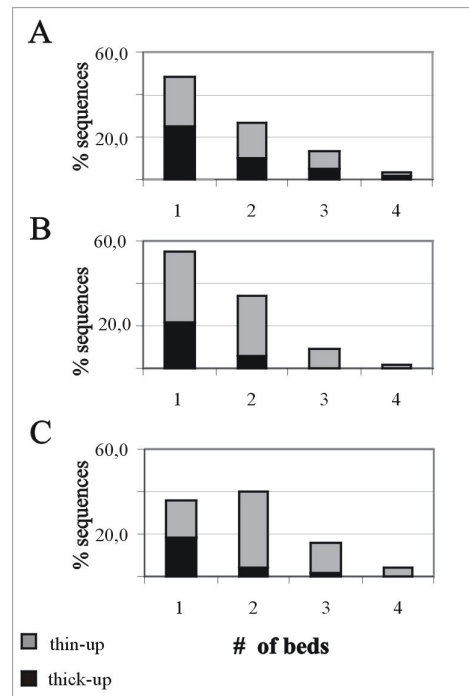 A
60,0
20,0
% sequences
1 2 3 4
B
60,0
20,0
% sequences
1 2 3 4
C
60,0
20,0
% sequences
1 2 3 4
thin-up
# of beds
thick-up